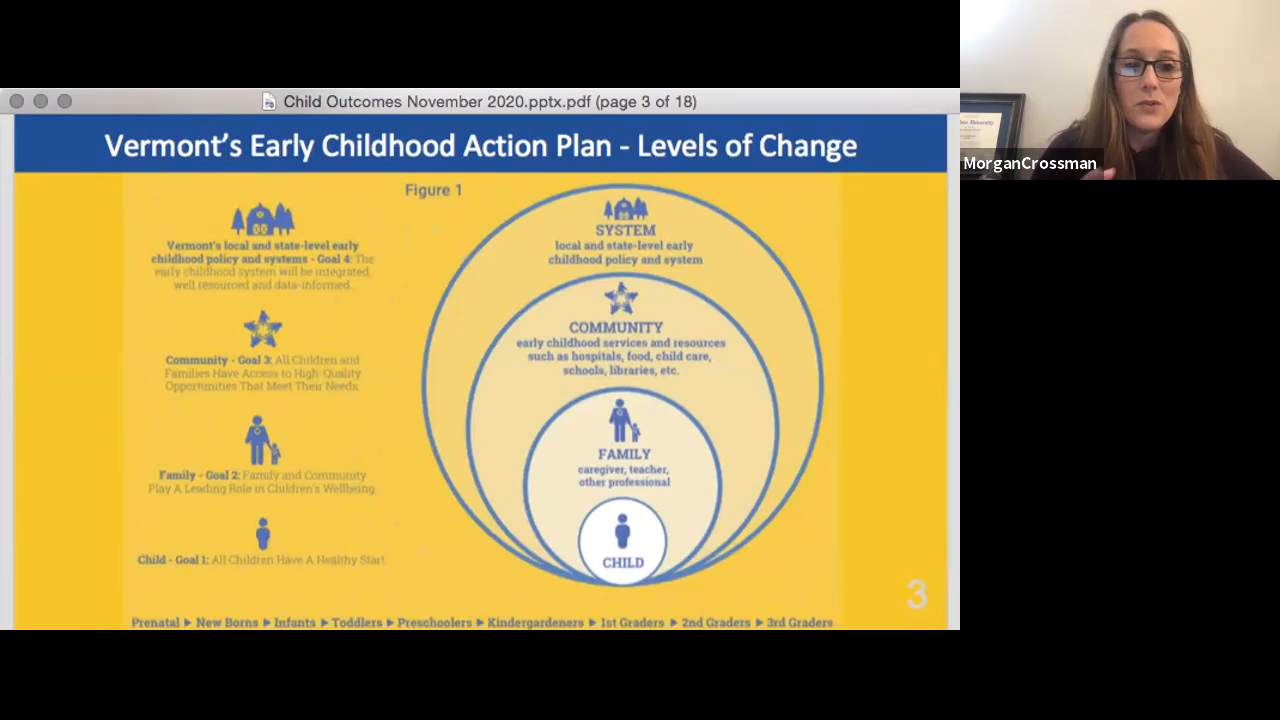 Child Outcomes November 2020.pptx.pdf (page 3 of 18)
Vermont's Early Childhood Action Plan - Levels of Change
Figure 1
Vermont's local and state-level early
childhood policy and systems - Goal 4: The
early childhood system will be integrated,
well resourced and data-informed.
Community - Goal 3: All Children and
Families Have Access to High-Quality
Opportunities That Meet Their Needs.
Family - Goal 2: Family and Community
Play A Leading Role in Children's Wellbeing
Child - Goal 1: All Children Have A Healthy Start
SYSTEM
local and state-level early
childhood policy and system
COMMUNITY
early childhood services and resources
such as hospitals, food, child care,
schools, libraries, etc.
FAMILY
caregiver, teacher,
other professional
CHILD
3
Prenatal ▶ New Borns ▶ Infants ▶ Toddlers ▶ Preschoolers ▶ Kindergardeners ▶ 1st Graders ▶ 2nd Graders ▶ 3rd Graders
MorganCrossman